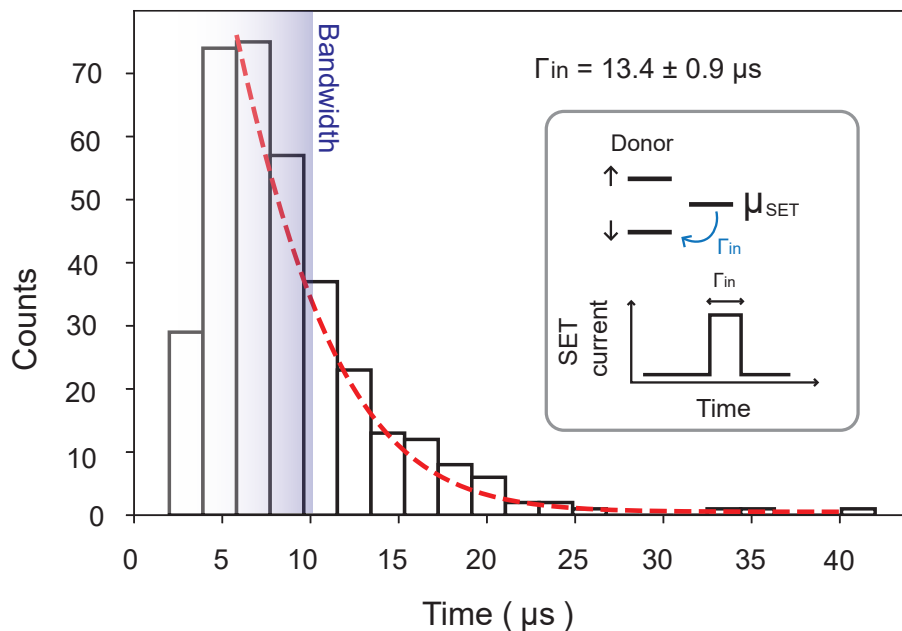 Counts
70
60
50
40
30
20
10
0
0 5 10 15 20 25 30 35 40
Time ( μs )
Bandwidth
Γin = 13.4 ± 0.9 μs
Donor
↑
μSET
↓
Γin
Γin
SET
current
Time